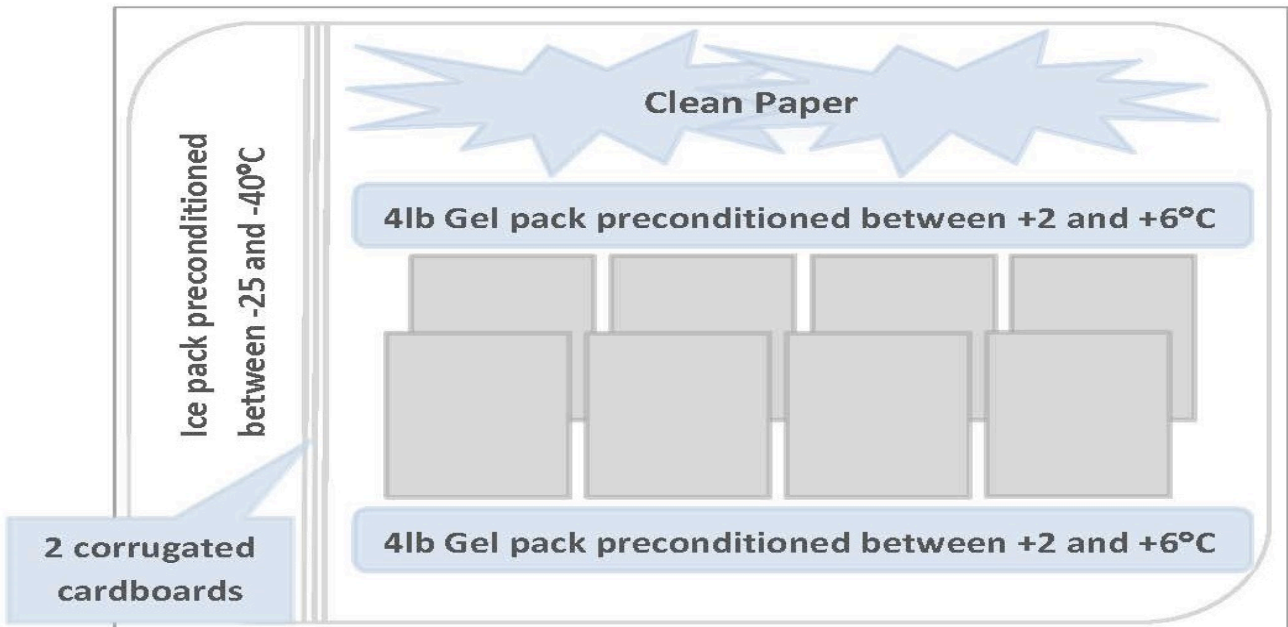 Clean Paper
Ice pack preconditioned
between -25 and -40°C
4lb Gel pack preconditioned between +2 and +6°C
4lb Gel pack preconditioned between +2 and +6°C
2 corrugated
cardboards